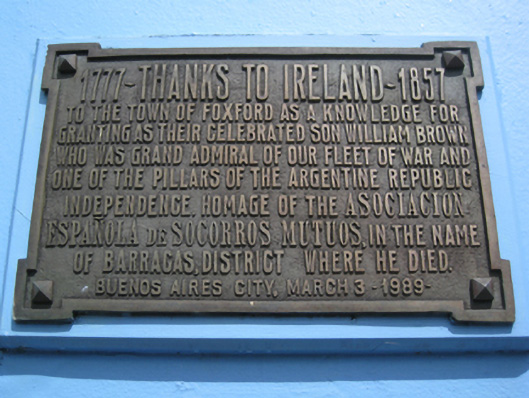 1777-THANKS TO IRELAND-1857
TO THE TOWN OF FOXFORD AS A KNOWLEDGE FOR
GRANTING AS THEIR CELEBRATED SON WILLIAM BROWN
WHO WAS GRAND ADMIRAL OF OUR FLEET OF WAR AND
ONE OF THE PILLARS OF THE ARGENTINE REPUBLIC
INDEPENDENCE. HOMAGE OF THE ASOCIACION
ESPAÑOLA DE SOCORROS MUTUOS, IN THE NAME
OF BARRACAS, DISTRICT WHERE HE DIED.
-BUENOS AIRES CITY, MARCH 3-1989-